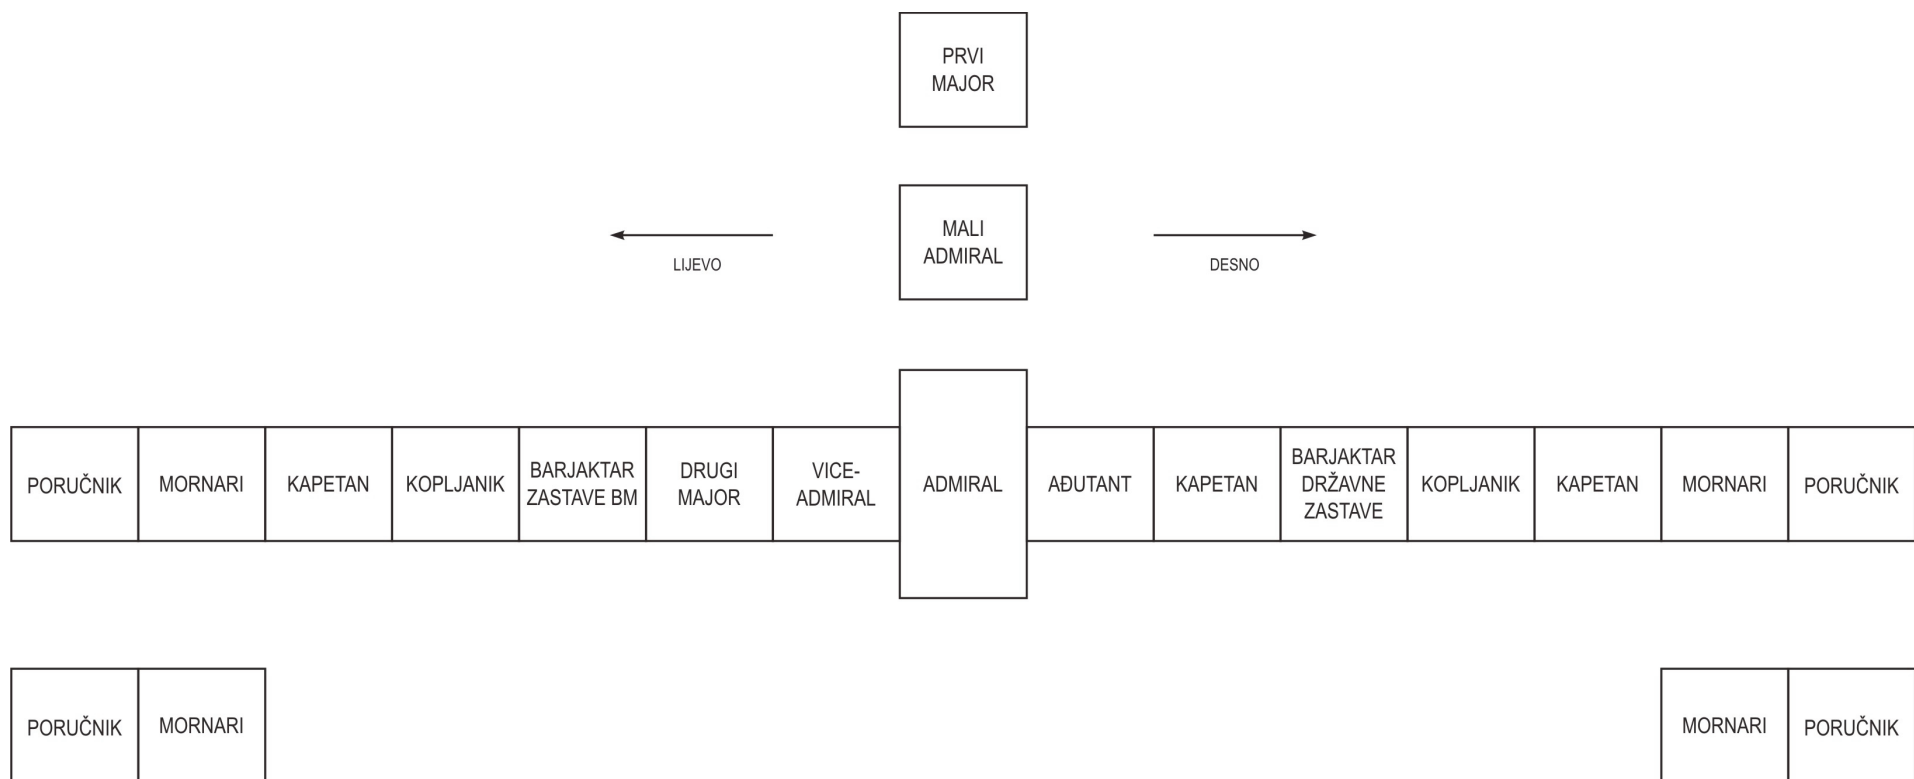 PRVI
MAJOR
MALI
ADMIRAL
LIJEVO
DESNO
PORUČNIK
MORNARI
KAPETAN
KOPLJANIK
BARJAKTAR
ZASTAVE BM
DRUGI
MAJOR
VICE-
ADMIRAL
ADMIRAL
AĐUTANT
KAPETAN
BARJAKTAR
DRŽAVNE
ZASTAVE
KOPLJANIK
KAPETAN
MORNARI
PORUČNIK
PORUČNIK
MORNARI
MORNARI
PORUČNIK